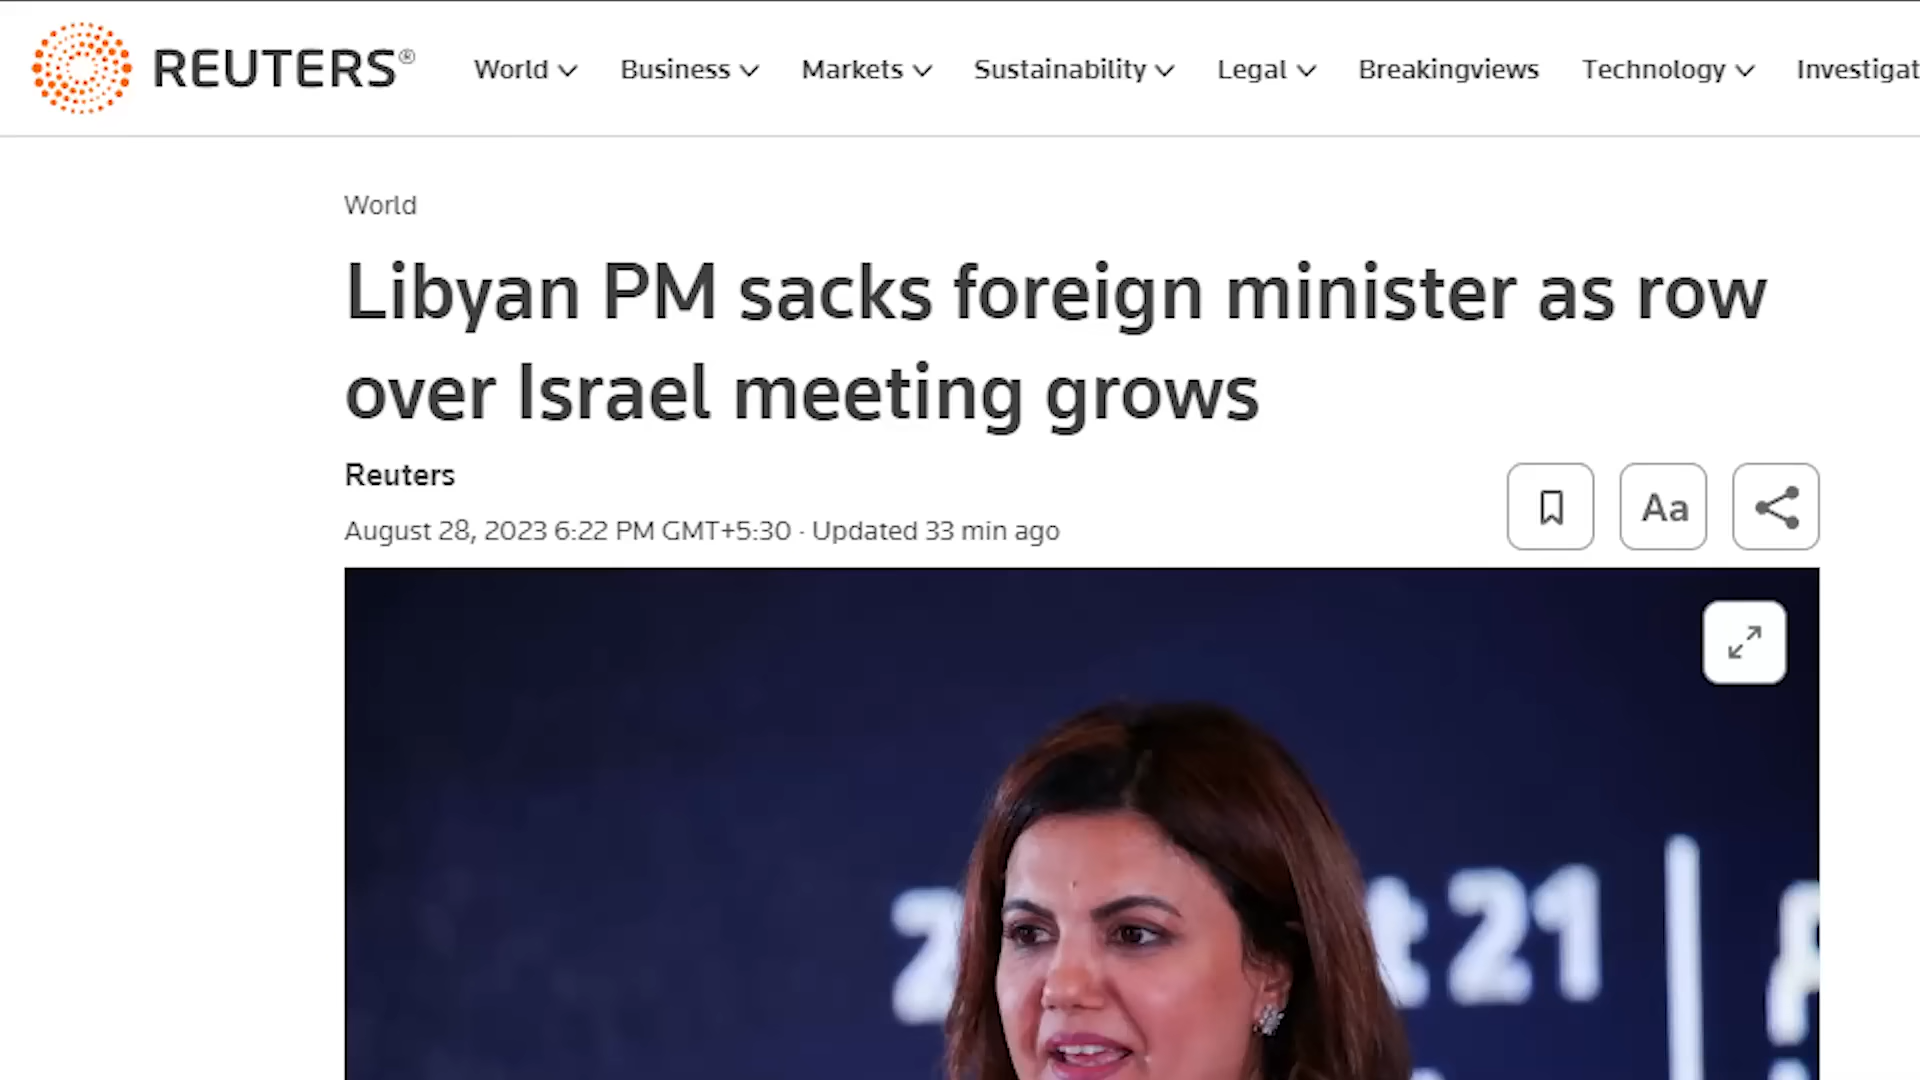 REUTERS®
World Business Markets Sustainability Legal Breakingviews Technology Investigat
World
Libyan PM sacks foreign minister as row
over Israel meeting grows
Reuters
August 28, 2023 6:22 PM GMT+5:30 · Updated 33 min ago
Aa
21